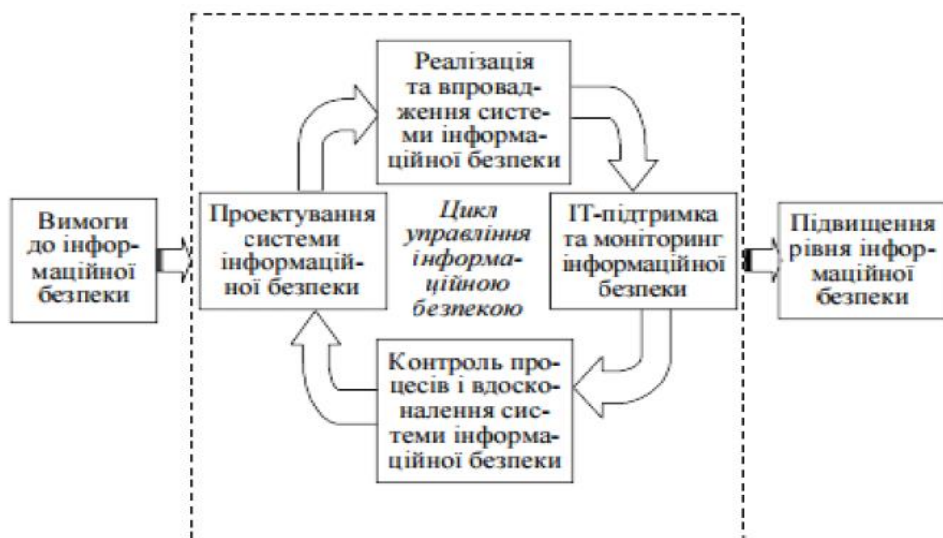 Реалізація
та впровад-
ження систе-
ми інформа-
ційної безпеки
Вимоги
до інфор-
маційної
безпеки
Проектування
системи
інформацій-
ної безпеки
Цикл
управління
інформа-
ційною
безпекою
ІТ-підтримка
та моніторинг
інформаційної
безпеки
Підвищення
рівня інфор-
маційної
безпеки
Контроль про-
цесів і вдоско-
налення сис-
теми інформа-
ційної безпеки